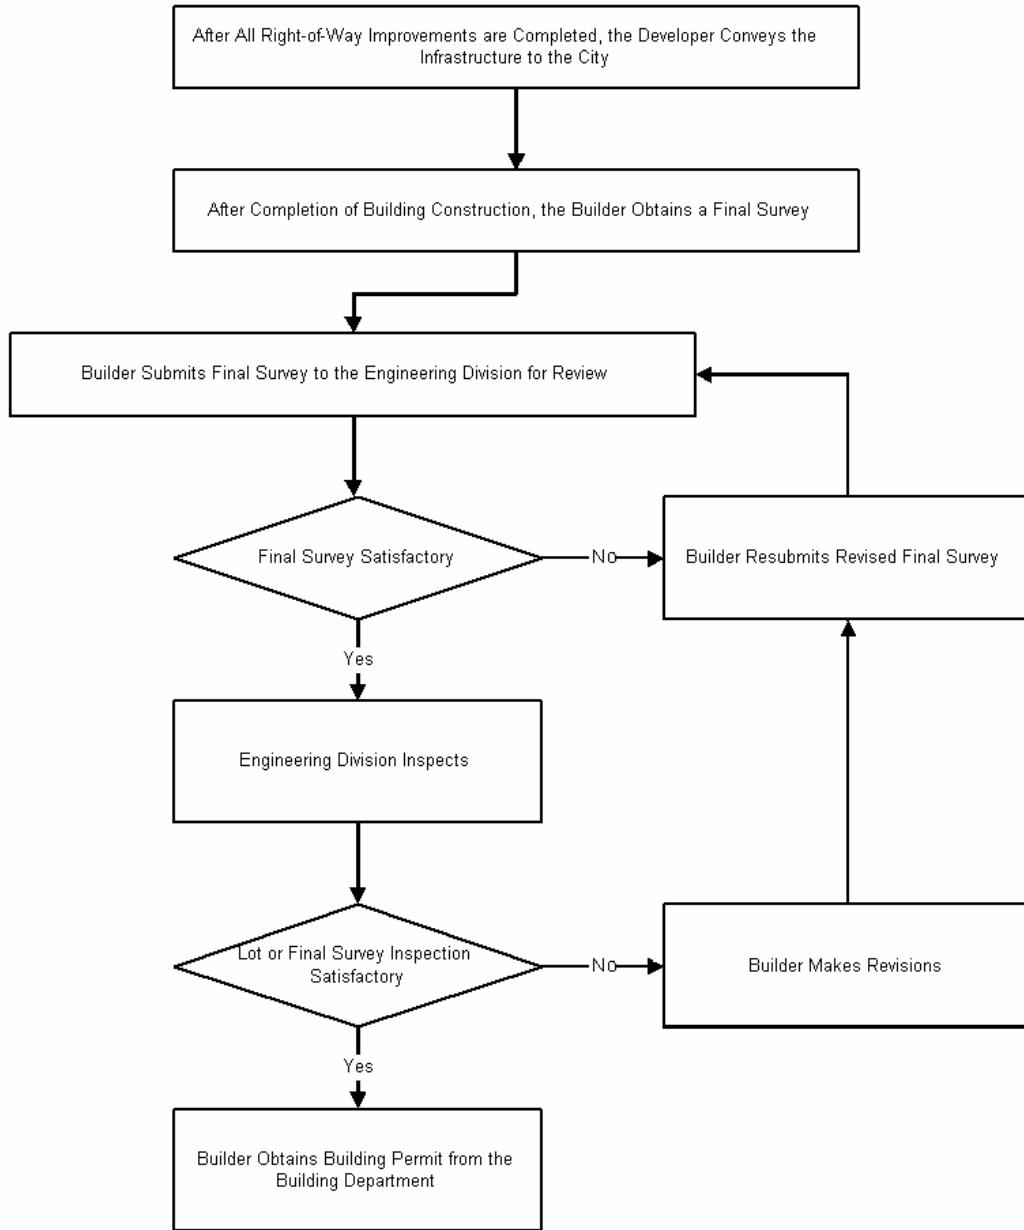 After All Right-of-Way Improvements are Completed, the Developer Conveys the
Infrastructure to the City
After Completion of Building Construction, the Builder Obtains a Final Survey
Builder Submits Final Survey to the Engineering Division for Review
Final Survey Satisfactory
No
Builder Resubmits Revised Final Survey
Yes
Engineering Division Inspects
Lot or Final Survey Inspection
Satisfactory
No
Builder Makes Revisions
Yes
Builder Obtains Building Permit from the
Building Department